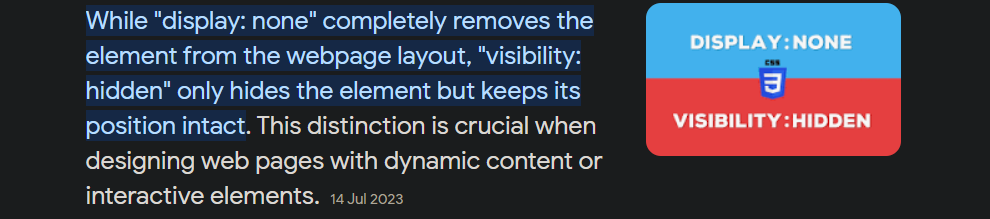 While "display: none" completely removes the
element from the webpage layout, "visibility:
hidden" only hides the element but keeps its
position intact. This distinction is crucial when
designing web pages with dynamic content or
interactive elements. 14 Jul 2023
DISPLAY:NONE
CSS
3
VISIBILITY:HIDDEN